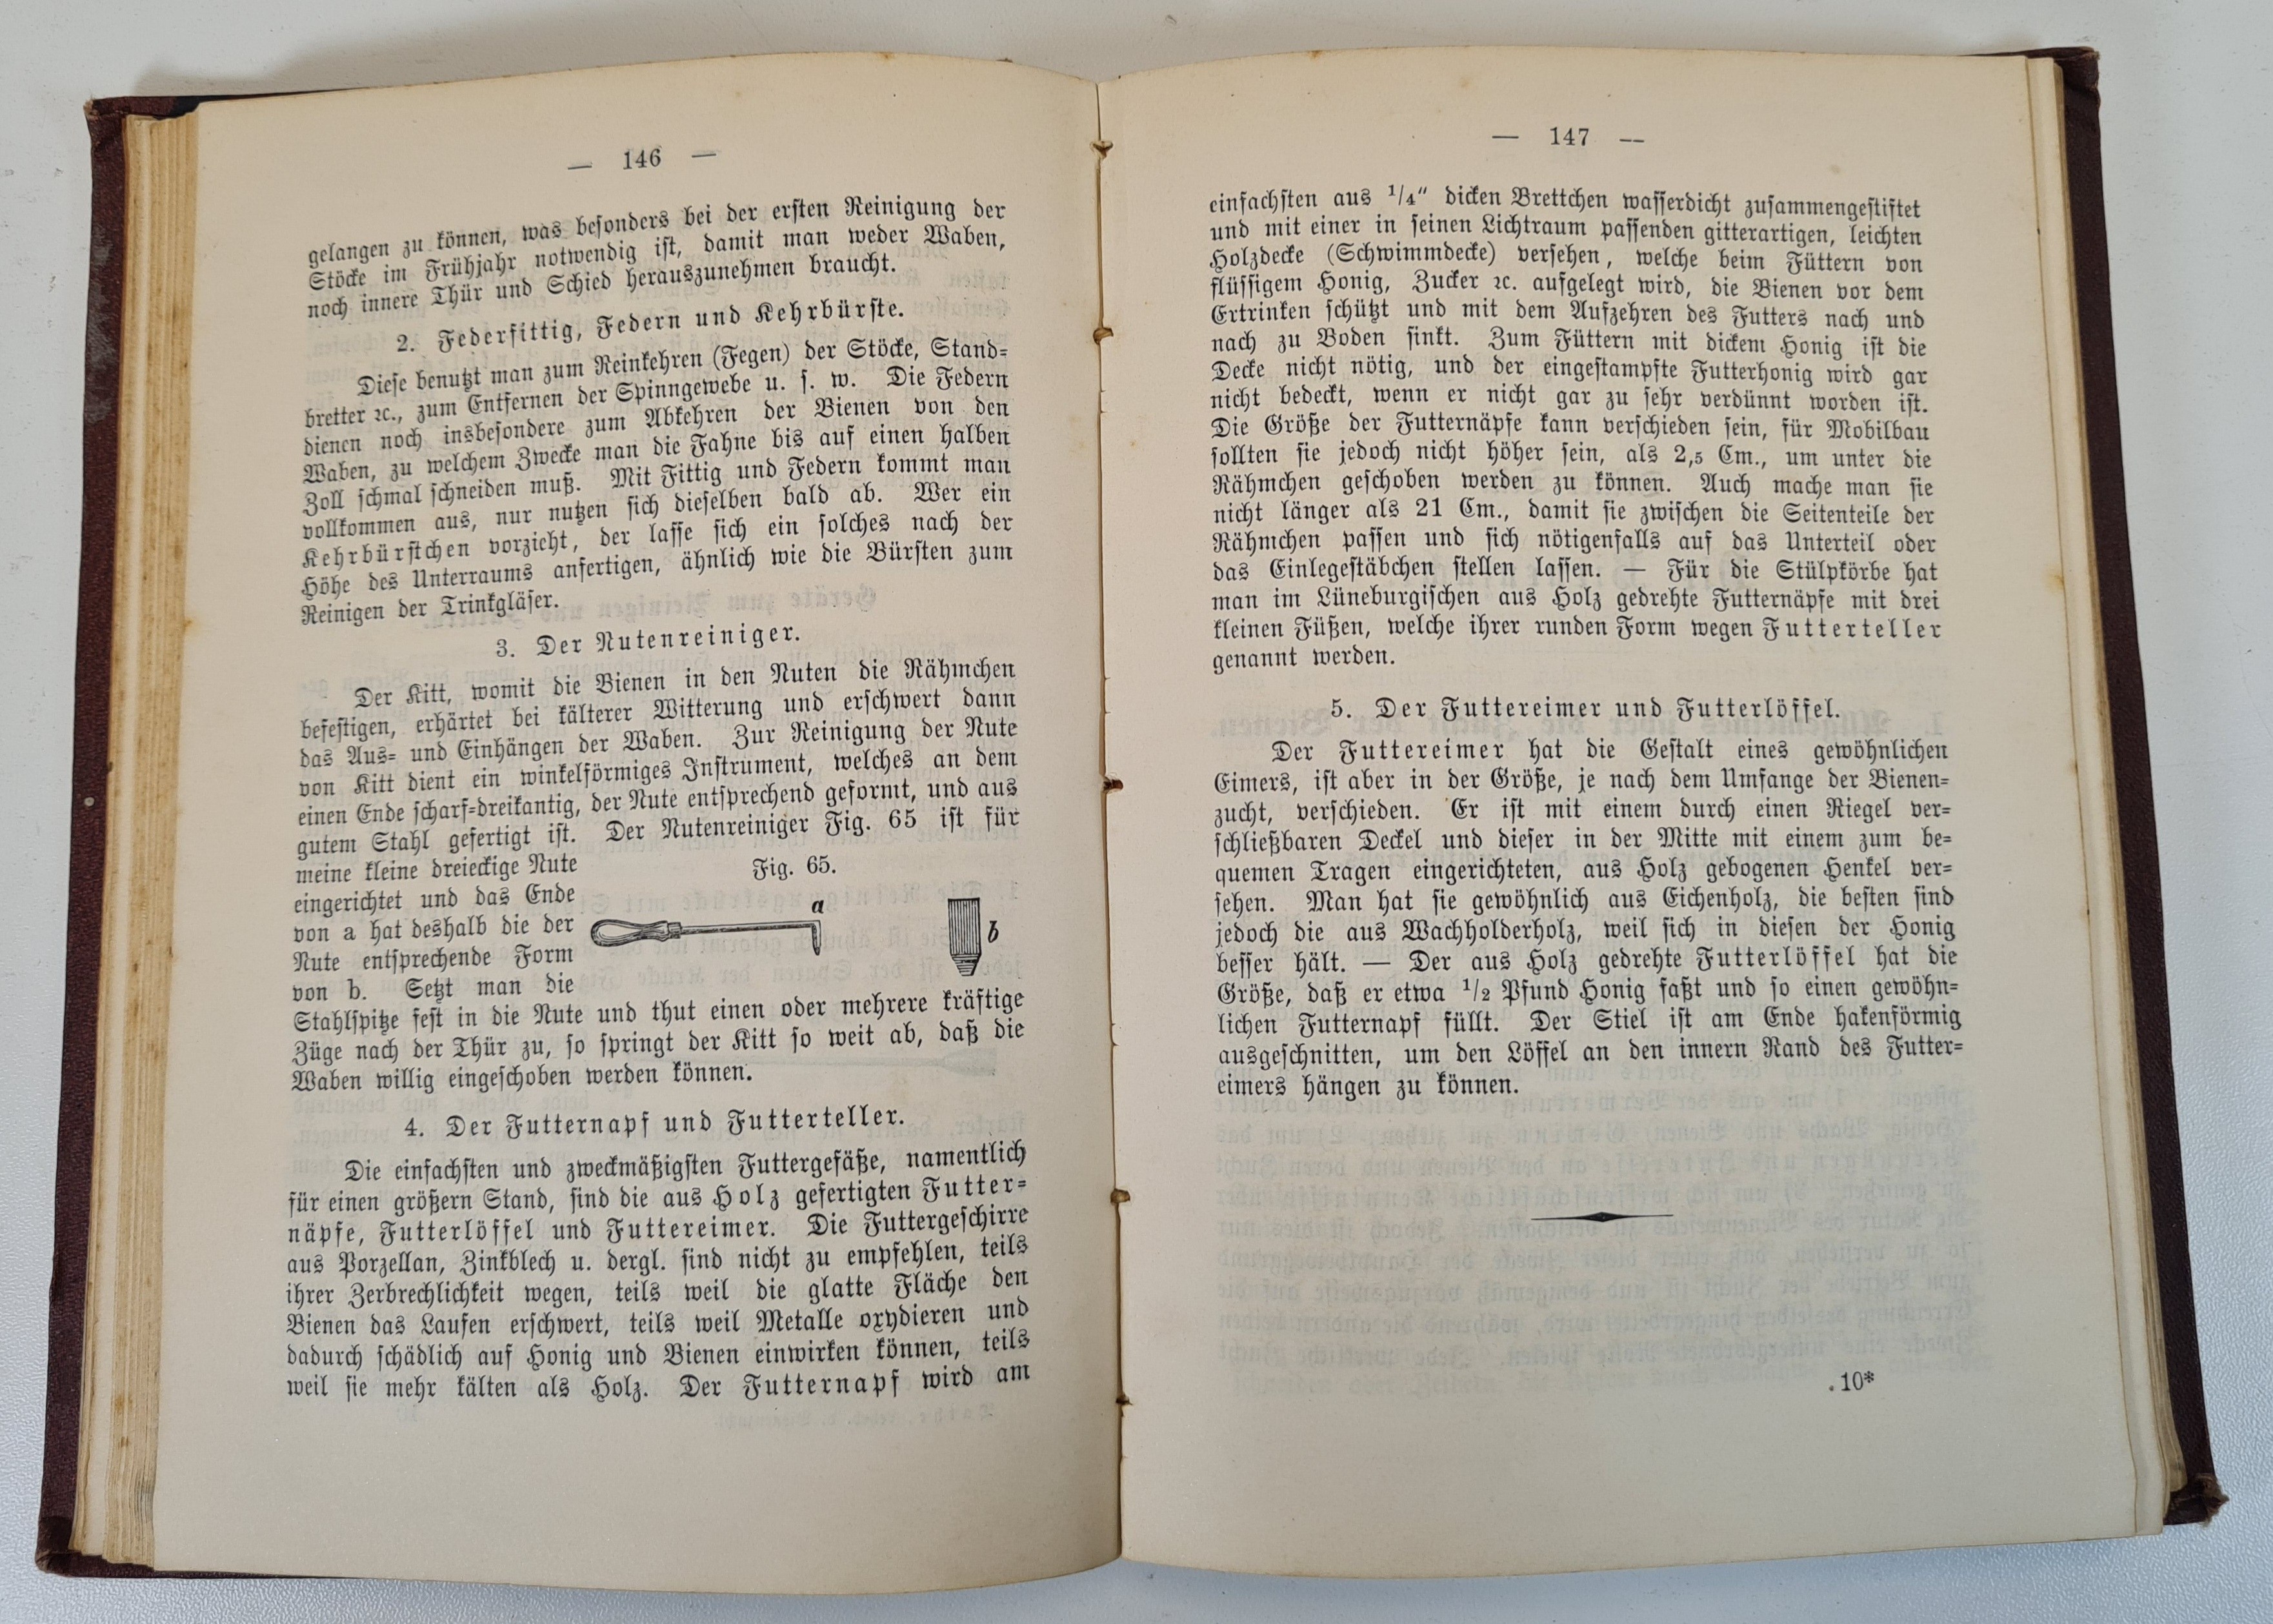 — 146 —
gelangen zu können, was besonders bei der ersten Reinigung der
Stöcke im Frühjahr notwendig ist, damit man weder Waben,
noch innere Thür und Schied herauszunehmen braucht.
2. Federfittig, Federn und Kehrbürste.
Diese benutzt man zum Reinkehren (Fegen) der Stöcke, Stand-
bretter ꝛc., zum Entfernen der Spinngewebe u. s. w. Die Federn
dienen noch insbesondere zum Abkehren der Bienen von den
Waben, zu welchem Zwecke man die Fahne bis auf einen halben
Zoll schmal schneiden muß. Mit Fittig und Federn kommt man
vollkommen aus, nur nutzen sich dieselben bald ab. Wer ein
Kehrbürstchen vorzieht, der lasse sich ein solches nach der
Höhe des Unterraums anfertigen, ähnlich wie die Bürsten zum
Reinigen der Trinkgläser.
3. Der Nutenreiniger.
Der Kitt, womit die Bienen in den Nuten die Rähmchen
befestigen, erhärtet bei kälterer Witterung und erschwert dann
das Aus- und Einhängen der Waben. Zur Reinigung der Nute
von Kitt dient ein winkelförmiges Instrument, welches an dem
einen Ende scharf-dreikantig, der Nute entsprechend geformt, und aus
gutem Stahl gefertigt ist. Der Nutenreiniger Fig. 65 ist für
meine kleine dreieckige Nute
eingerichtet und das Ende
von a hat deshalb die der
Nute entsprechende Form
von b. Setzt man die
Fig. 65.
a
b
Stahlspitze fest in die Nute und thut einen oder mehrere kräftige
Züge nach der Thür zu, so springt der Kitt so weit ab, daß die
Waben willig eingeschoben werden können.
4. Der Futternapf und Futterteller.
Die einfachsten und zweckmäßigsten Futtergefäße, namentlich
für einen größern Stand, sind die aus Holz gefertigten Futter-
näpfe, Futterlöffel und Futtereimer. Die Futtergeschirre
aus Porzellan, Zinkblech u. dergl. sind nicht zu empfehlen, teils
ihrer Zerbrechlichkeit wegen, teils weil die glatte Fläche den
Bienen das Laufen erschwert, teils weil Metalle oxydieren und
dadurch schädlich auf Honig und Bienen einwirken können, teils
weil sie mehr kälten als Holz. Der Futternapf wird am
— 147 —
einfachsten aus 1/4“ dicken Brettchen wasserdicht zusammengestiftet
und mit einer in seinen Lichtraum passenden gitterartigen, leichten
Holzdecke (Schwimmdecke) versehen, welche beim Füttern von
flüssigem Honig, Zucker ꝛc. aufgelegt wird, die Bienen vor dem
Ertrinken schützt und mit dem Aufzehren des Futters nach und
nach zu Boden sinkt. Zum Füttern mit dickem Honig ist die
Decke nicht nötig, und der eingestampfte Futterhonig wird gar
nicht bedeckt, wenn er nicht gar zu sehr verdünnt worden ist.
Die Größe der Futternäpfe kann verschieden sein, für Mobilbau
sollten sie jedoch nicht höher sein, als 2,5 Cm., um unter die
Rähmchen geschoben werden zu können. Auch mache man sie
nicht länger als 21 Cm., damit sie zwischen die Seitenteile der
Rähmchen passen und sich nötigenfalls auf das Unterteil oder
das Einlegestäbchen stellen lassen. — Für die Stülpkörbe hat
man im Lüneburgischen aus Holz gedrehte Futternäpfe mit drei
kleinen Füßen, welche ihrer runden Form wegen Futterteller
genannt werden.
5. Der Futtereimer und Futterlöffel.
Der Futtereimer hat die Gestalt eines gewöhnlichen
Eimers, ist aber in der Größe, je nach dem Umfange der Bienen-
zucht, verschieden. Er ist mit einem durch einen Riegel ver-
schließbaren Deckel und dieser in der Mitte mit einem zum be-
quemen Tragen eingerichteten, aus Holz gebogenen Henkel ver-
sehen. Man hat sie gewöhnlich aus Eichenholz, die besten sind
jedoch die aus Wachholderholz, weil sich in diesen der Honig
besser hält. — Der aus Holz gedrehte Futterlöffel hat die
Größe, daß er etwa 1/2 Pfund Honig faßt und so einen gewöhn-
lichen Futternapf füllt. Der Stiel ist am Ende hakenförmig
ausgeschnitten, um den Löffel an den innern Rand des Futter-
eimers hängen zu können.
10*